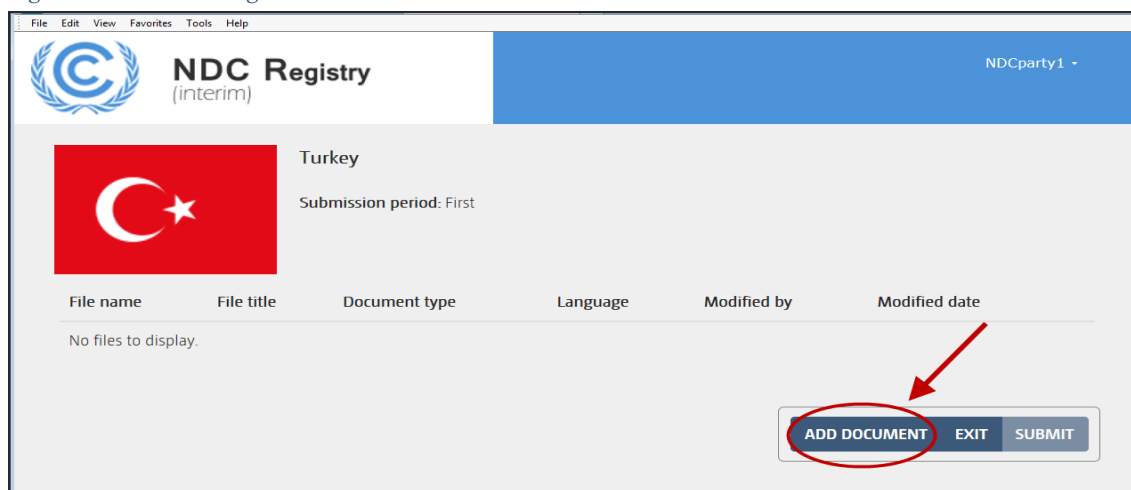 File Edit View Favorites Tools Help
NDC Registry
(interim)
NDCparty1
Turkey
Submission period: First
File name File title Document type Language Modified by Modified date
No files to display.
ADD DOCUMENT EXIT SUBMIT